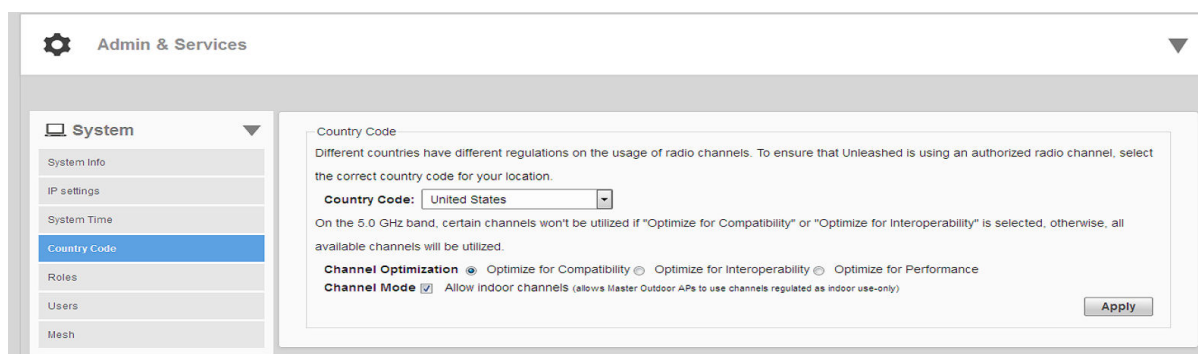 Admin & Services
System
System Info
IP settings
System Time
Country Code
Roles
Users
Mesh
Country Code
Different countries have different regulations on the usage of radio channels. To ensure that Unleashed is using an authorized radio channel, select
the correct country code for your location.
Country Code: United States
On the 5.0 GHz band, certain channels won't be utilized if "Optimize for Compatibility" or "Optimize for Interoperability" is selected, otherwise, all
available channels will be utilized.
Channel Optimization Optimize for Compatibility Optimize for Interoperability Optimize for Performance
Channel Mode Allow indoor channels (allows Master Outdoor APs to use channels regulated as indoor use-only)
Apply